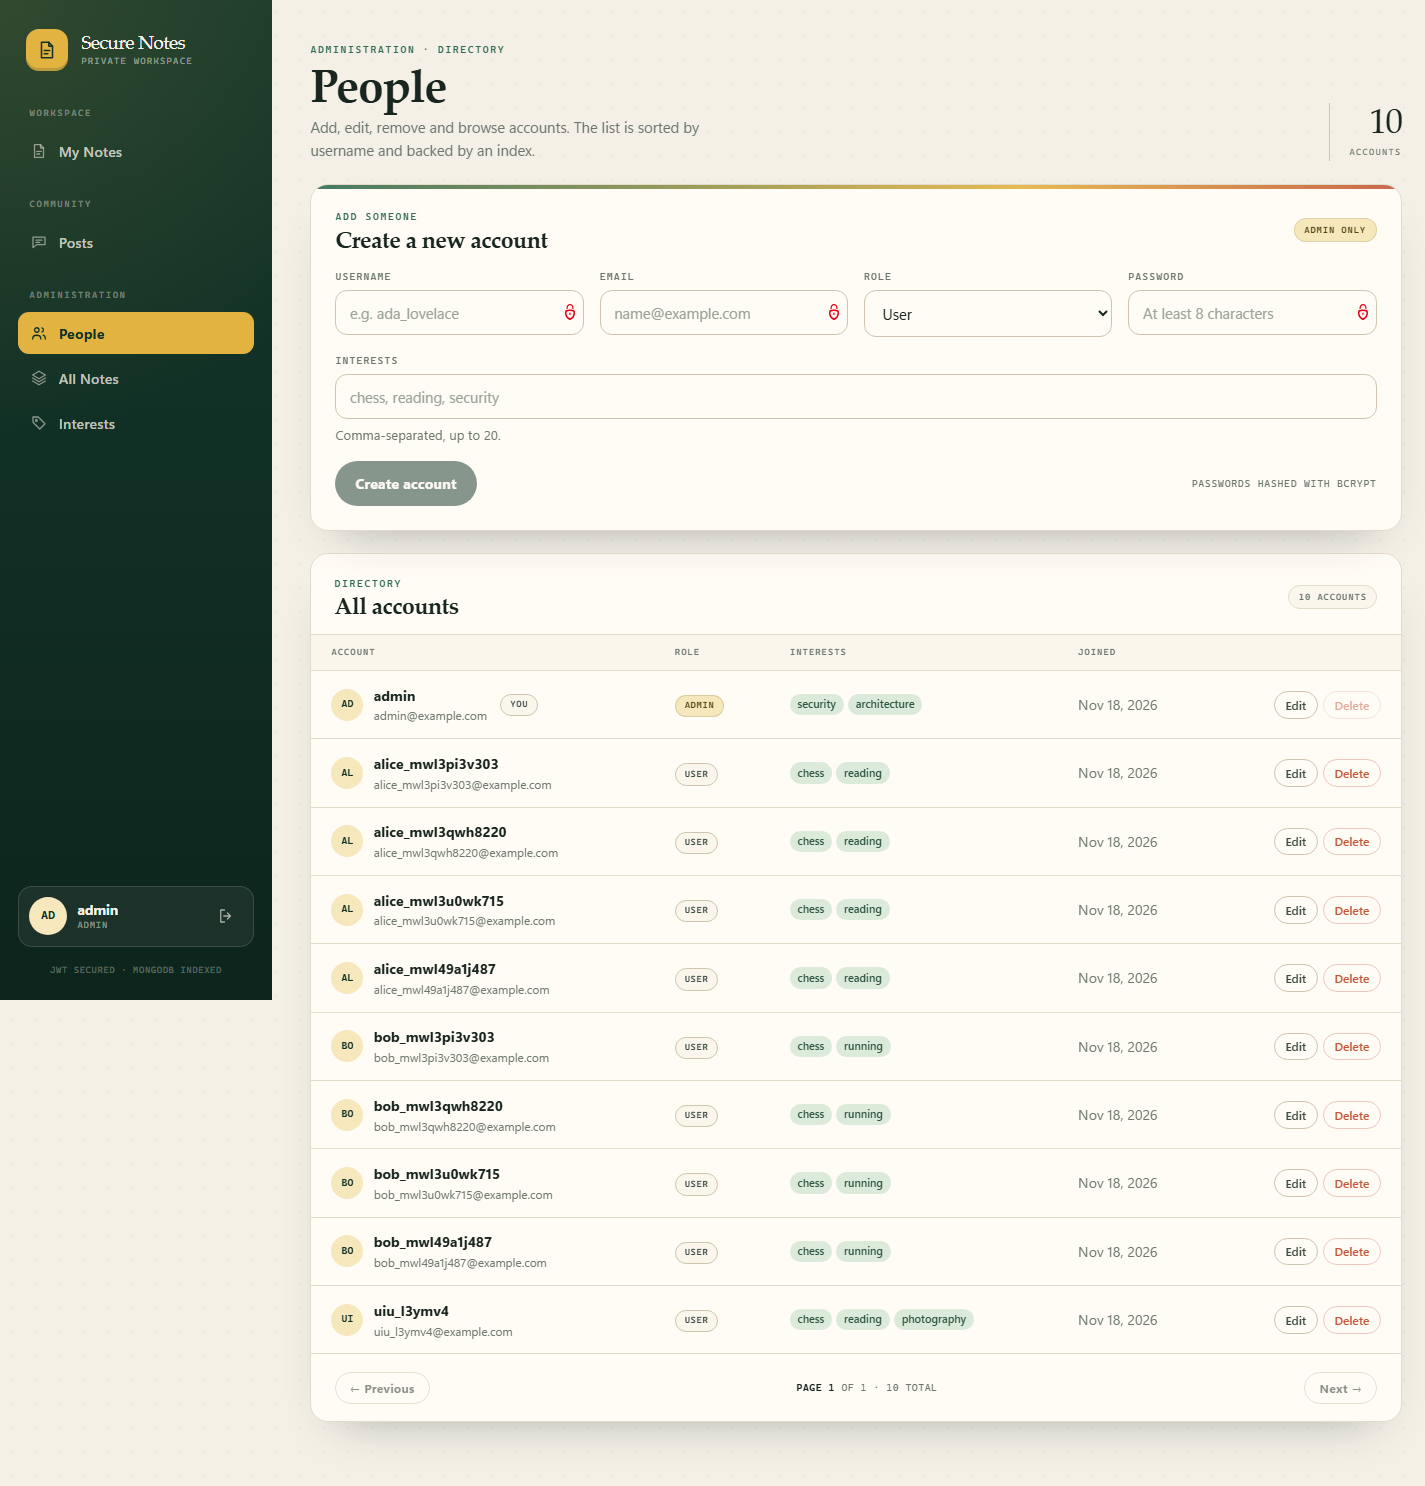 Secure Notes
PRIVATE WORKSPACE
WORKSPACE
My Notes
COMMUNITY
Posts
ADMINISTRATION
People
All Notes
Interests
AD
admin
ADMIN
JWT SECURED · MONGODB INDEXED
ADMINISTRATION · DIRECTORY
People
Add, edit, remove and browse accounts. The list is sorted by
username and backed by an index.
10
ACCOUNTS
ADD SOMEONE
Create a new account
ADMIN ONLY
USERNAME EMAIL ROLE PASSWORD
e.g. ada_lovelace name@example.com User At least 8 characters
INTERESTS
chess, reading, security
Comma-separated, up to 20.
Create account
PASSWORDS HASHED WITH BCRYPT
DIRECTORY
All accounts
10 ACCOUNTS
ACCOUNT ROLE INTERESTS JOINED
AD admin YOU ADMIN security architecture Nov 18, 2026 Edit Delete
admin@example.com
AL alice_mwl3pi3v303 USER chess reading Nov 18, 2026 Edit Delete
alice_mwl3pi3v303@example.com
AL alice_mwl3qwh8220 USER chess reading Nov 18, 2026 Edit Delete
alice_mwl3qwh8220@example.com
AL alice_mwl3u0wk715 USER chess reading Nov 18, 2026 Edit Delete
alice_mwl3u0wk715@example.com
AL alice_mwl49a1j487 USER chess reading Nov 18, 2026 Edit Delete
alice_mwl49a1j487@example.com
BO bob_mwl3pi3v303 USER chess running Nov 18, 2026 Edit Delete
bob_mwl3pi3v303@example.com
BO bob_mwl3qwh8220 USER chess running Nov 18, 2026 Edit Delete
bob_mwl3qwh8220@example.com
BO bob_mwl3u0wk715 USER chess running Nov 18, 2026 Edit Delete
bob_mwl3u0wk715@example.com
BO bob_mwl49a1j487 USER chess running Nov 18, 2026 Edit Delete
bob_mwl49a1j487@example.com
UI uiu_l3ymv4 USER chess reading photography Nov 18, 2026 Edit Delete
uiu_l3ymv4@example.com
← Previous PAGE 1 OF 1 · 10 TOTAL Next →